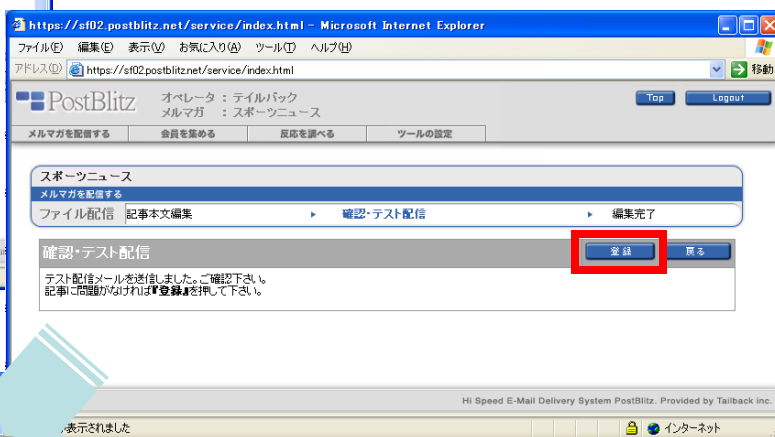 https://sf02.postblitz.net/service/index.html - Microsoft Internet Explorer
ファイル(F) 編集(E) 表示(V) お気に入り(A) ツール(T) ヘルプ(H)
アドレス(D) https://sf02.postblitz.net/service/index.html 移動
PostBlitz オペレータ : テイルバック Top Logout
メルマガ : スポーツニュース
メルマガを配信する 会員を集める 反応を調べる ツールの設定
スポーツニュース
メルマガを配信する
ファイル配信 記事本文編集 ▸ 確認・テスト配信 ▸ 編集完了
確認・テスト配信 登録 戻る
テスト配信メールを送信しました。ご確認下さい。
記事に問題がなければ『登録』を押して下さい。
Hi Speed E-Mail Delivery System PostBlitz. Provided by Tailback inc.
表示されました インターネット